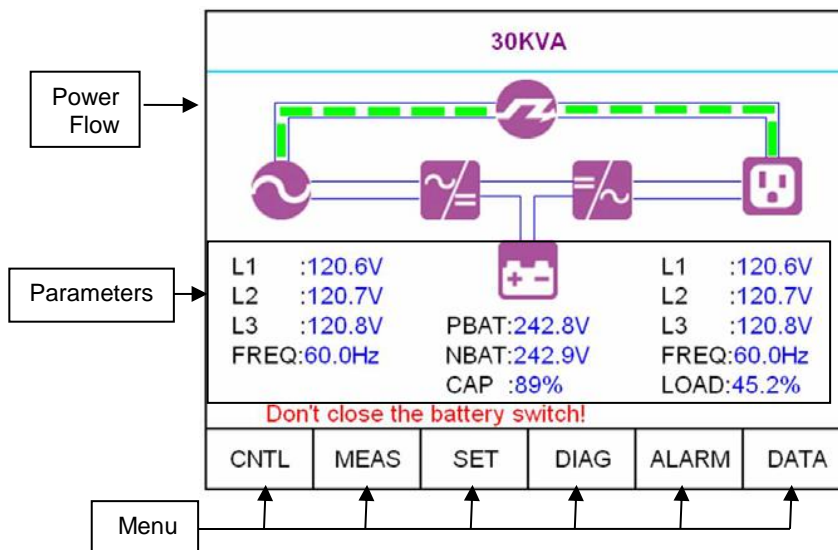 30KVA
Power
Flow
Parameters
L1 :120.6V
L2 :120.7V
L3 :120.8V
FREQ:60.0Hz
PBAT:242.8V
NBAT:242.9V
CAP :89%
L1 :120.6V
L2 :120.7V
L3 :120.8V
FREQ:60.0Hz
LOAD:45.2%
Don't close the battery switch!
CNTL MEAS SET DIAG ALARM DATA
Menu